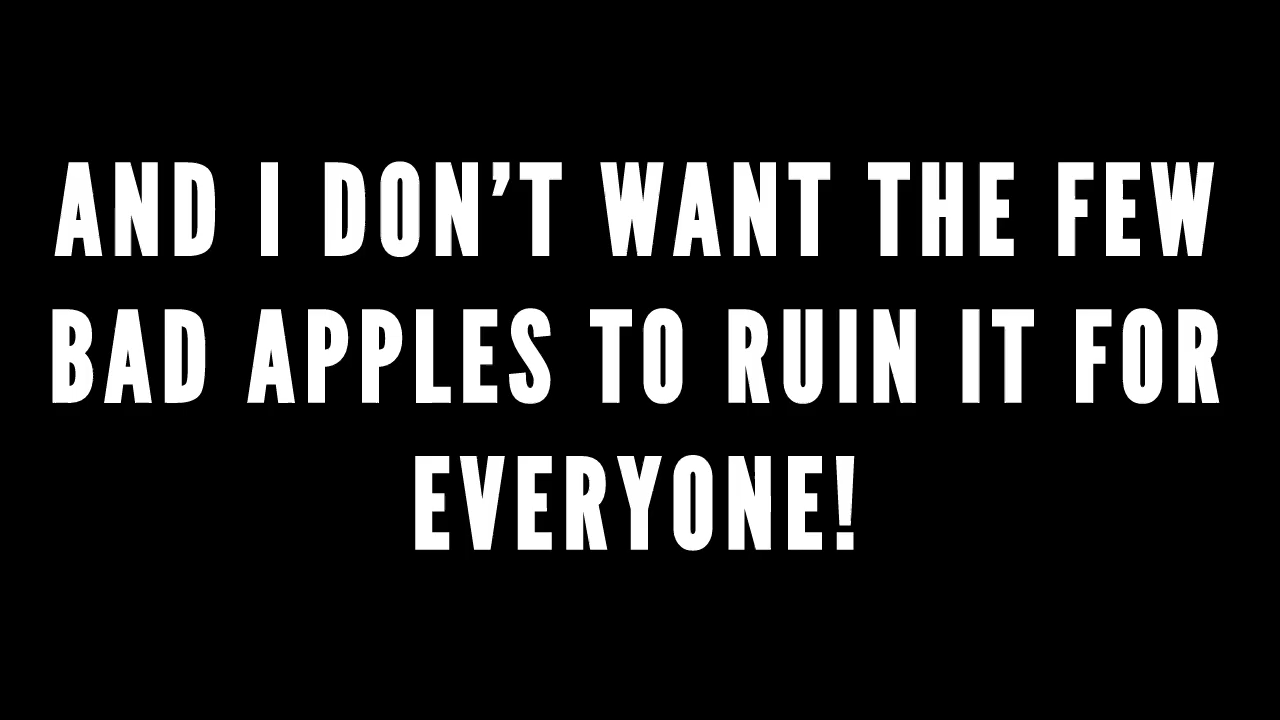 AND I DON’T WANT THE FEW
BAD APPLES TO RUIN IT FOR
EVERYONE!